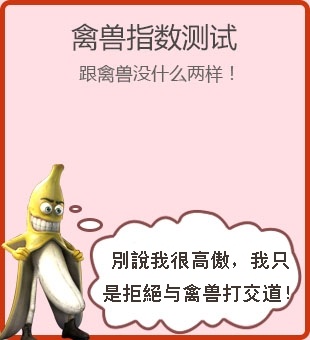 禽兽指数测试
跟禽兽没什么两样！
別說我很高傲，我只
是拒絕与禽兽打交道!